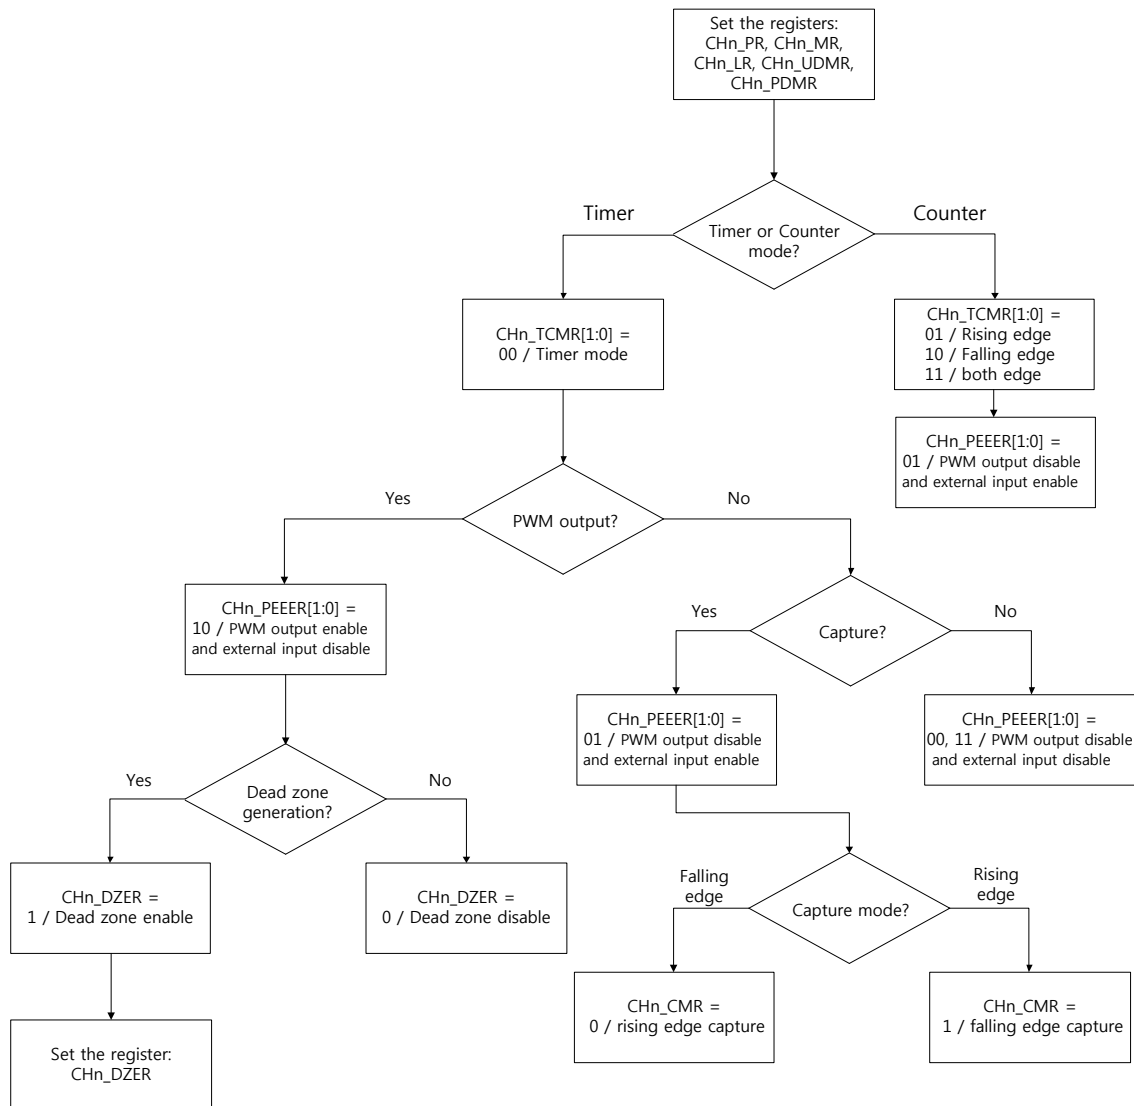 Set the registers:
CHn_PR, CHn_MR,
CHn_LR, CHn_UDMR,
CHn_PDMR
Timer
Counter
Timer or Counter
mode?
CHn_TCMR[1:0] =
00 / Timer mode
CHn_TCMR[1:0] =
01 / Rising edge
10 / Falling edge
11 / both edge
CHn_PEEER[1:0] =
01 / PWM output disable
and external input enable
Yes
No
PWM output?
CHn_PEEER[1:0] =
10 / PWM output enable
and external input disable
Yes
No
Capture?
CHn_PEEER[1:0] =
01 / PWM output disable
and external input enable
CHn_PEEER[1:0] =
00, 11 / PWM output disable
and external input disable
Yes
No
Dead zone
generation?
CHn_DZER =
1 / Dead zone enable
CHn_DZER =
0 / Dead zone disable
Falling
edge
Rising
edge
Capture mode?
CHn_CMR =
0 / rising edge capture
CHn_CMR =
1 / falling edge capture
Set the register:
CHn_DZER